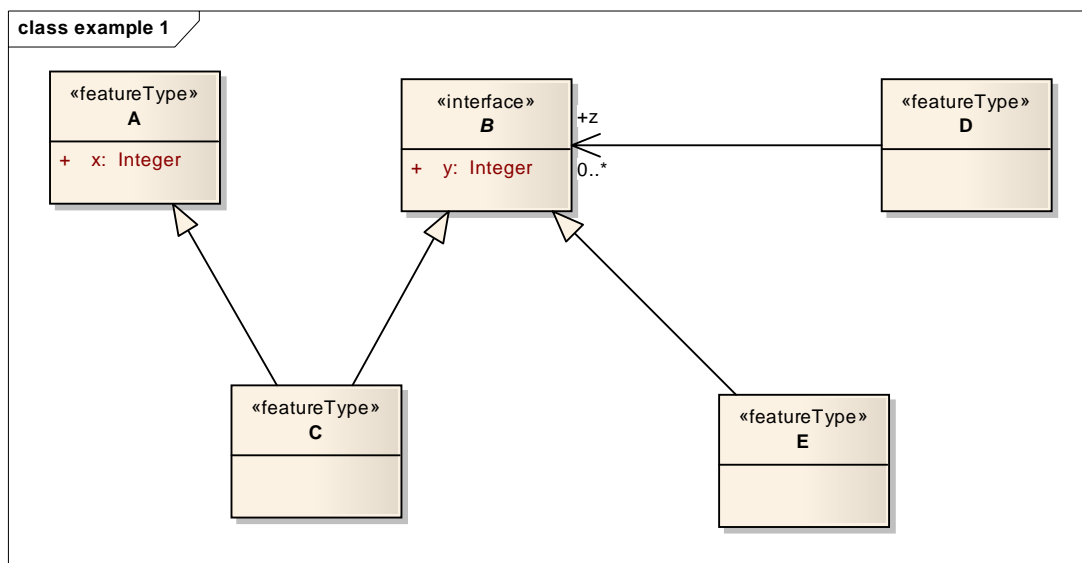 class example 1
«featureType»
A
+ x: Integer
«interface»
B
+ y: Integer
+z
0..*
«featureType»
D
«featureType»
C
«featureType»
E